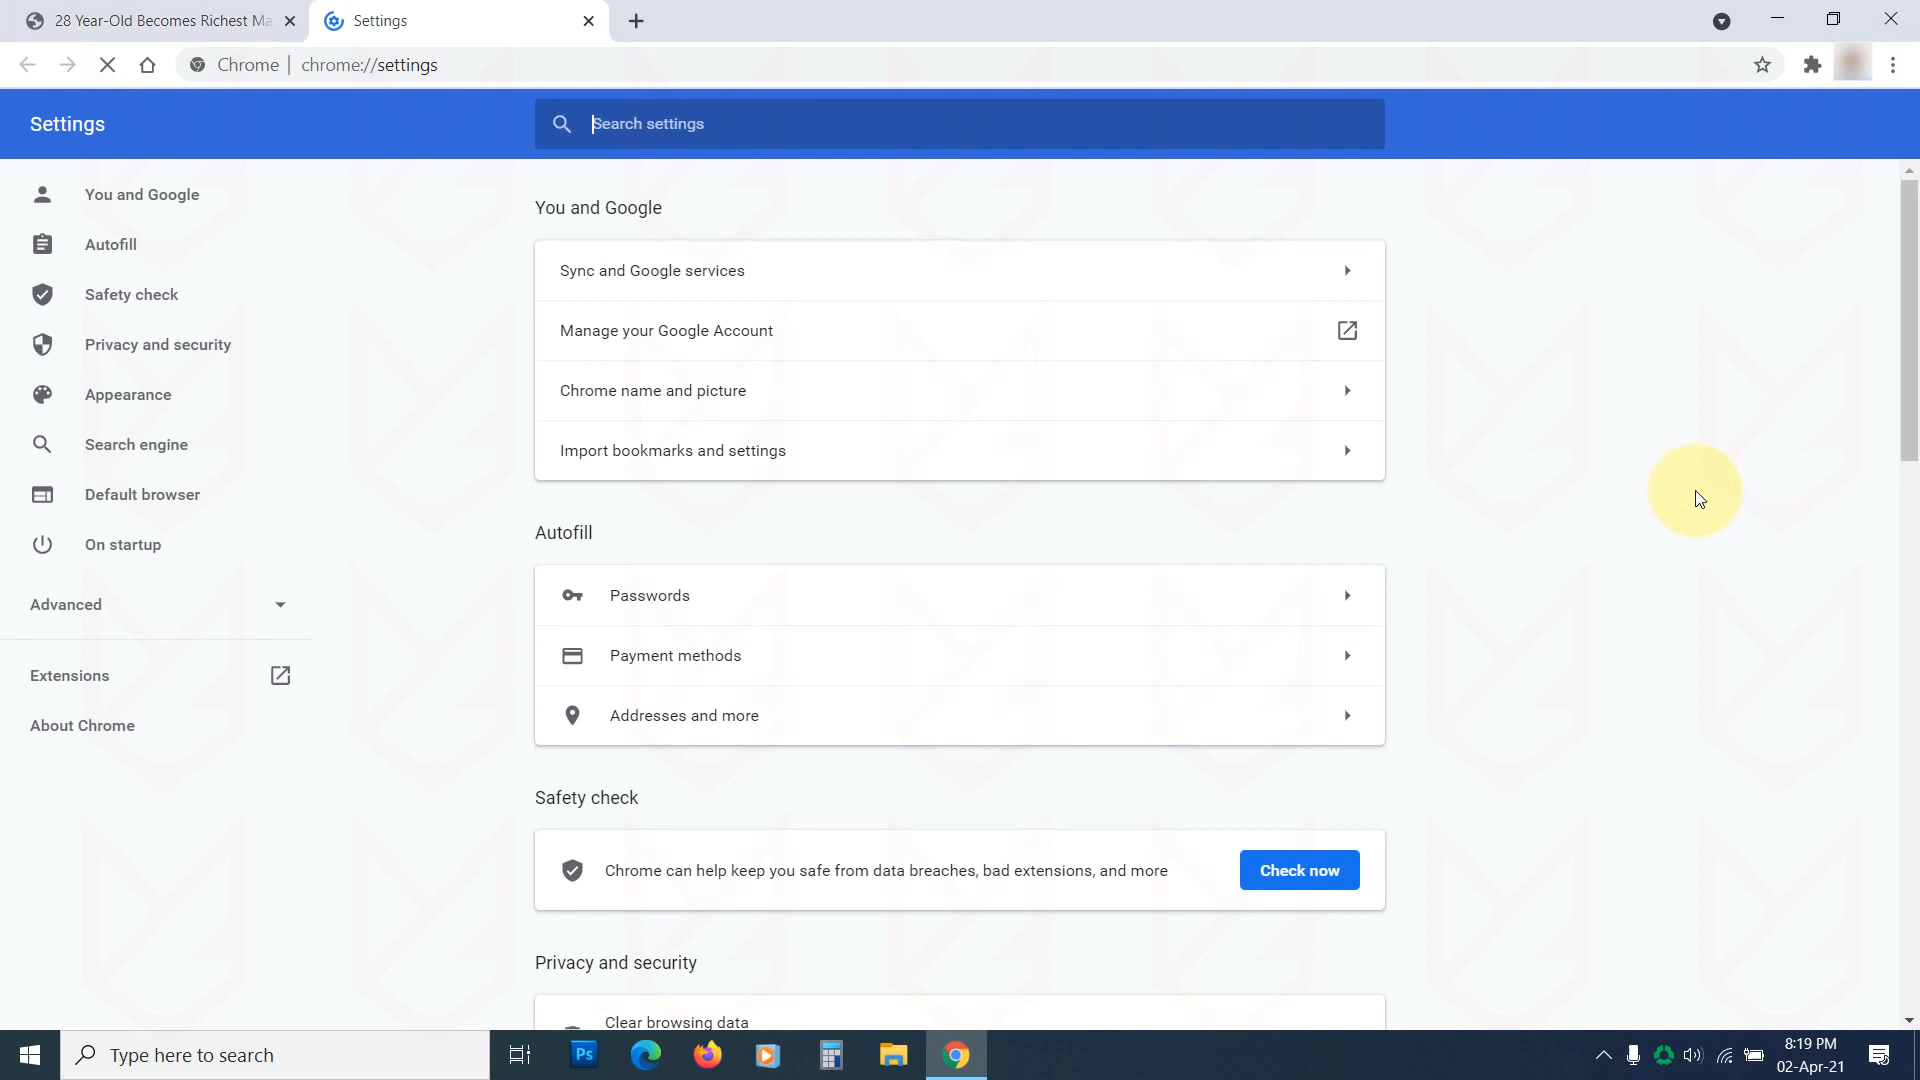 28 Year-Old Becomes Richest Ma
Settings
Chrome | chrome://settings
Settings
Search settings
You and Google
Autofill
Safety check
Privacy and security
Appearance
Search engine
Default browser
On startup
Advanced
Extensions
About Chrome
You and Google
Sync and Google services
Manage your Google Account
Chrome name and picture
Import bookmarks and settings
Autofill
Passwords
Payment methods
Addresses and more
Safety check
Chrome can help keep you safe from data breaches, bad extensions, and more
Check now
Privacy and security
Clear browsing data
Type here to search
Ps
8:19 PM
02-Apr-21